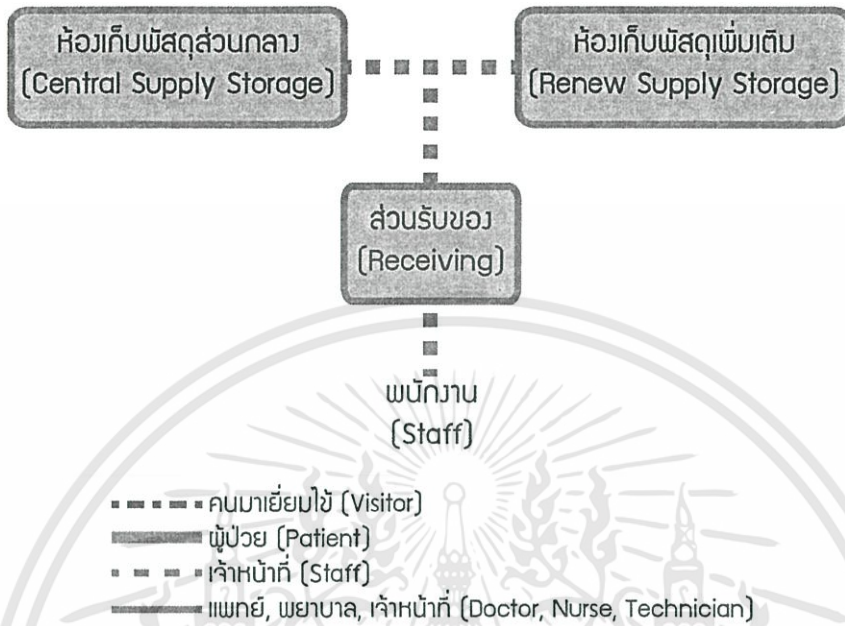 ห้องเก็บพัสดุส่วนกลาง
(Central Supply Storage)
ห้องเก็บพัสดุเพิ่มเติม
(Renew Supply Storage)
ส่วนรับของ
(Receiving)
พนักงาน
(Staff)
คนมาเยี่ยมไข้ (Visitor)
ผู้ป่วย (Patient)
เจ้าหน้าที่ (Staff)
แพทย์, พยาบาล, เจ้าหน้าที่ (Doctor, Nurse, Technician)